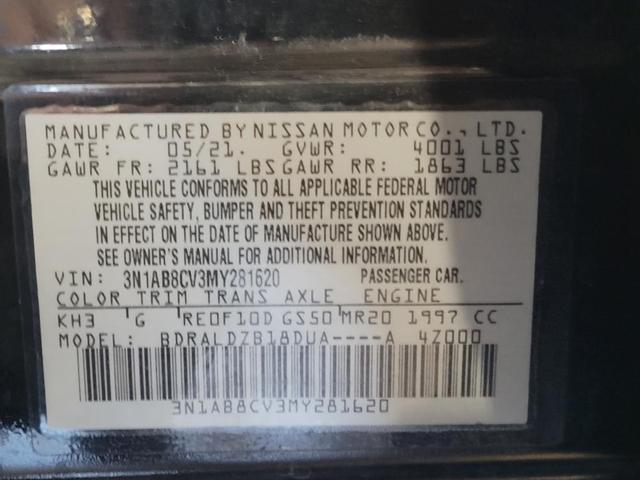 MANUFACTURED BY NISSAN MOTOR CO., LTD.
DATE: 05/21. GVWR: 4001 LBS
GAWR FR: 2161 LBS GAWR RR: 1863 LBS
THIS VEHICLE CONFORMS TO ALL APPLICABLE FEDERAL MOTOR
VEHICLE SAFETY, BUMPER AND THEFT PREVENTION STANDARDS
IN EFFECT ON THE DATE OF MANUFACTURE SHOWN ABOVE.
SEE OWNER'S MANUAL FOR ADDITIONAL INFORMATION.
VIN: 3N1AB8CV3MY281620 PASSENGER CAR.
COLOR TRIM TRANS AXLE ENGINE
KH3 G RE0F10D GS50 MR20 1997 CC
MODEL: BDRALDZB18DUA----A 4Z000
3N1AB8CV3MY281620